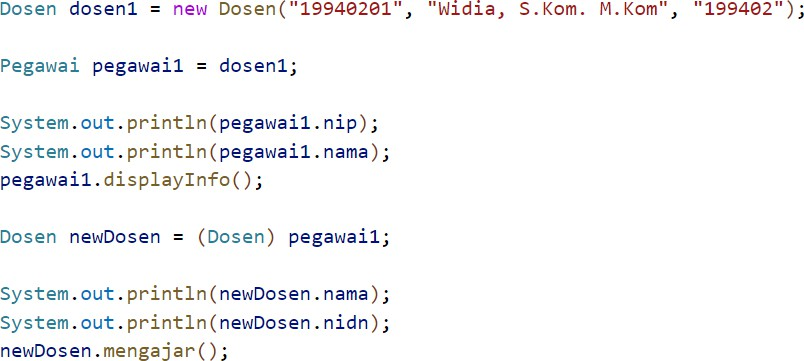 Dosen dosen1 = new Dosen("19940201", "Widia, S.Kom. M.Kom", "199402");
Pegawai pegawai1 = dosen1;
System.out.println(pegawai1.nip);
System.out.println(pegawai1.nama);
pegawai1.displayInfo();
Dosen newDosen = (Dosen) pegawai1;
System.out.println(newDosen.nama);
System.out.println(newDosen.nidn);
newDosen.mengajar();